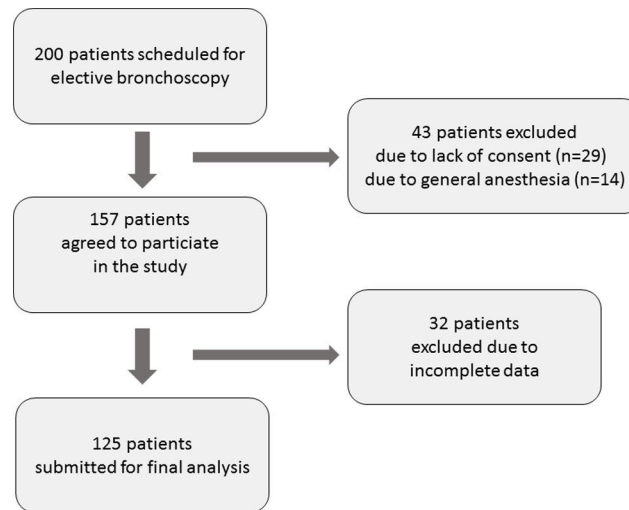 200 patients scheduled for
elective bronchoscopy
43 patients excluded
due to lack of consent (n=29)
due to general anesthesia (n=14)
157 patients
agreed to particiate
in the study
32 patients
excluded due to
incomplete data
125 patients
submitted for final analysis